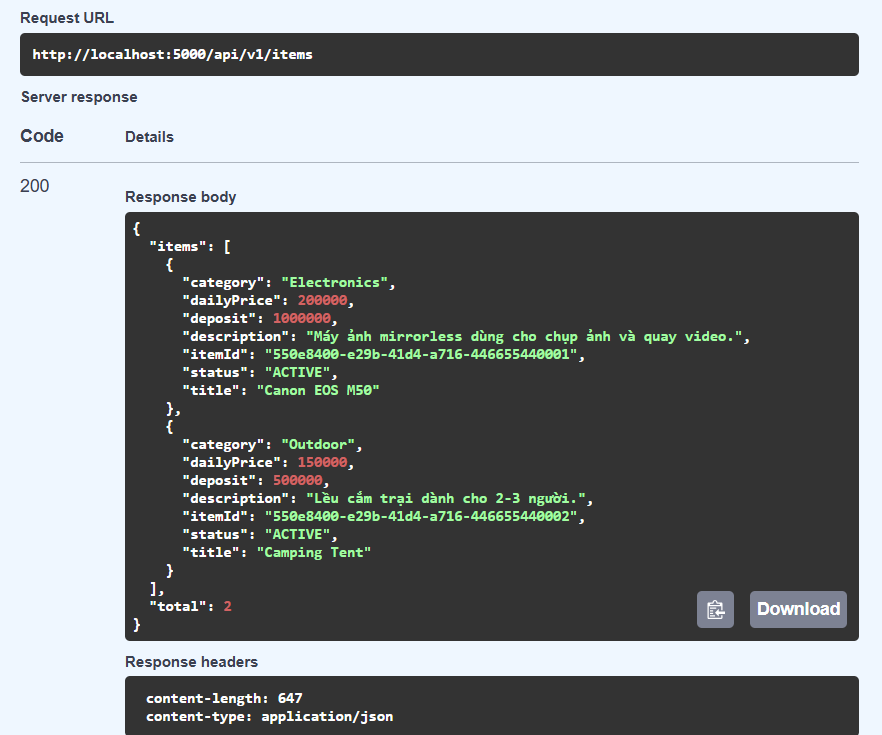 Request URL
http://localhost:5000/api/v1/items
Server response
Code Details
200
Response body
{
  "items": [
    {
      "category": "Electronics",
      "dailyPrice": 200000,
      "deposit": 1000000,
      "description": "Máy ảnh mirrorless dùng cho chụp ảnh và quay video.",
      "itemId": "550e8400-e29b-41d4-a716-446655440001",
      "status": "ACTIVE",
      "title": "Canon EOS M50"
    },
    {
      "category": "Outdoor",
      "dailyPrice": 150000,
      "deposit": 500000,
      "description": "Lều cắm trại dành cho 2-3 người.",
      "itemId": "550e8400-e29b-41d4-a716-446655440002",
      "status": "ACTIVE",
      "title": "Camping Tent"
    }
  ],
  "total": 2
}
Download
Response headers
content-length: 647
content-type: application/json